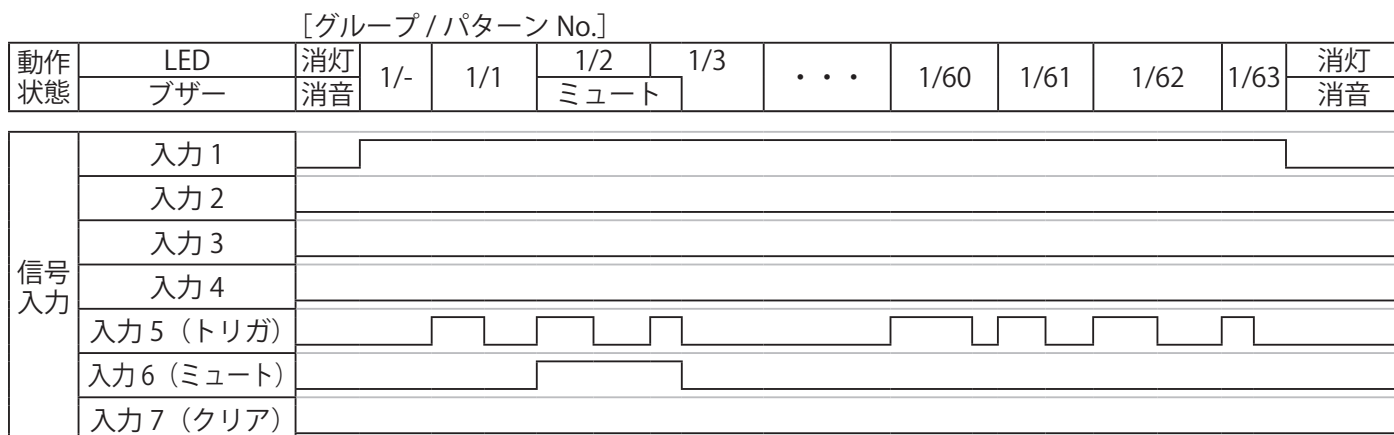 [グループ / パターン No.]
動作状態 LED 消灯 1/- 1/1 1/2 1/3 ・・・ 1/60 1/61 1/62 1/63 消灯
ブザー 消音 ミュート 消音
信号入力
入力 1
入力 2
入力 3
入力 4
入力 5（トリガ）
入力 6（ミュート）
入力 7（クリア）